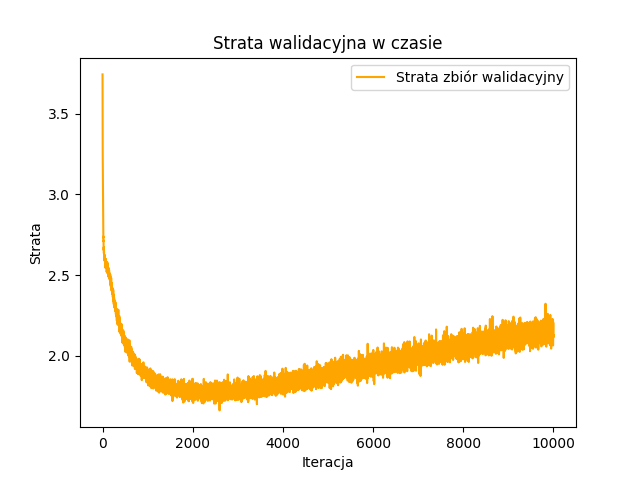 Strata walidacyjna w czasie
Strata zbiór walidacyjny
3.5
3.0
2.5
2.0
Strata
0
2000
4000
6000
8000
10000
Iteracja